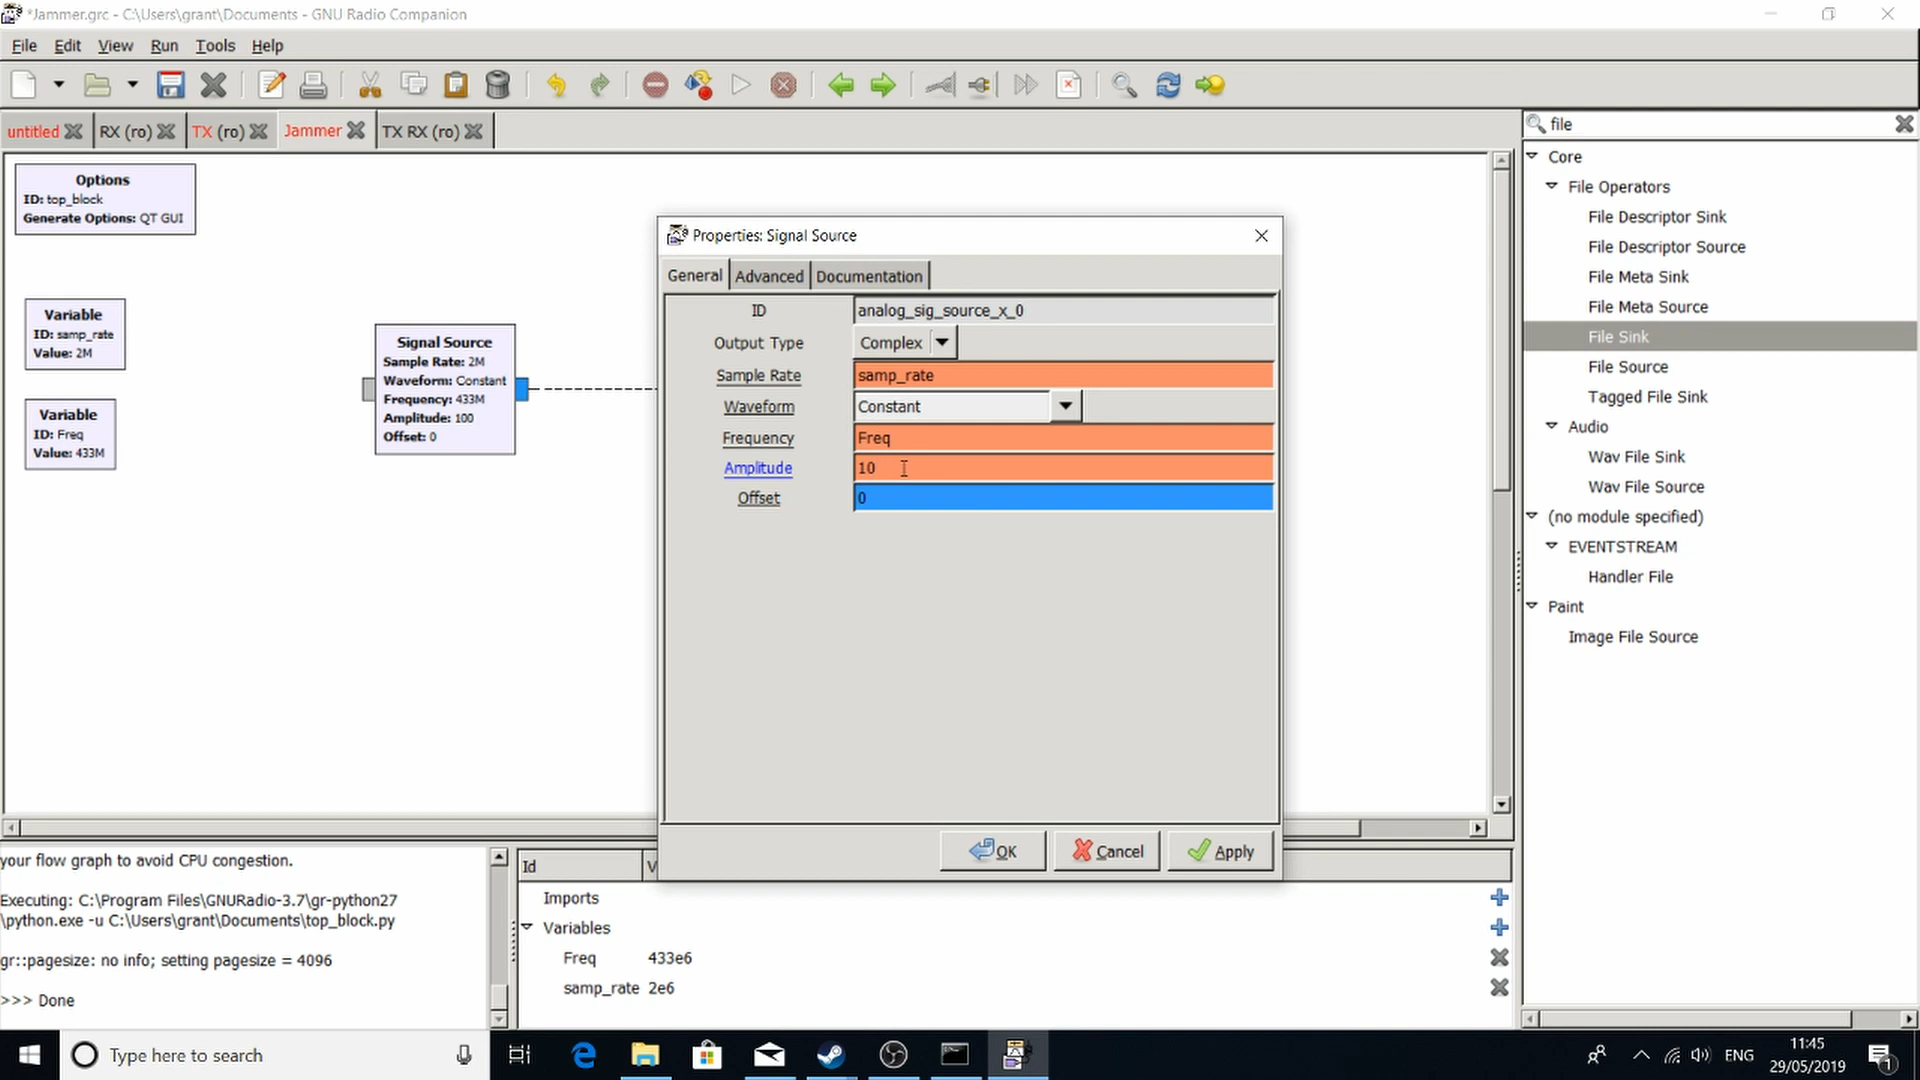 *Jammer.grc - C:\Users\grant\Documents - GNU Radio Companion
File Edit View Run Tools Help
untitled RX (ro) TX (ro) Jammer TX RX (ro)
file
Options
ID: top_block
Generate Options: QT GUI
Variable
ID: samp_rate
Value: 2M
Variable
ID: Freq
Value: 433M
Signal Source
Sample Rate: 2M
Waveform: Constant
Frequency: 433M
Amplitude: 100
Offset: 0
Properties: Signal Source
General Advanced Documentation
ID analog_sig_source_x_0
Output Type Complex
Sample Rate samp_rate
Waveform Constant
Frequency Freq
Amplitude 10
Offset 0
OK Cancel Apply
Core
File Operators
File Descriptor Sink
File Descriptor Source
File Meta Sink
File Meta Source
File Sink
File Source
Tagged File Sink
Audio
Wav File Sink
Wav File Source
(no module specified)
EVENTSTREAM
Handler File
Paint
Image File Source
your flow graph to avoid CPU congestion.
Executing: C:\Program Files\GNURadio-3.7\gr-python27
\python.exe -u C:\Users\grant\Documents\top_block.py
gr::pagesize: no info; setting pagesize = 4096
>>> Done
Id V
Imports
Variables
Freq 433e6
samp_rate 2e6
Type here to search
ENG
11:45
29/05/2019
1